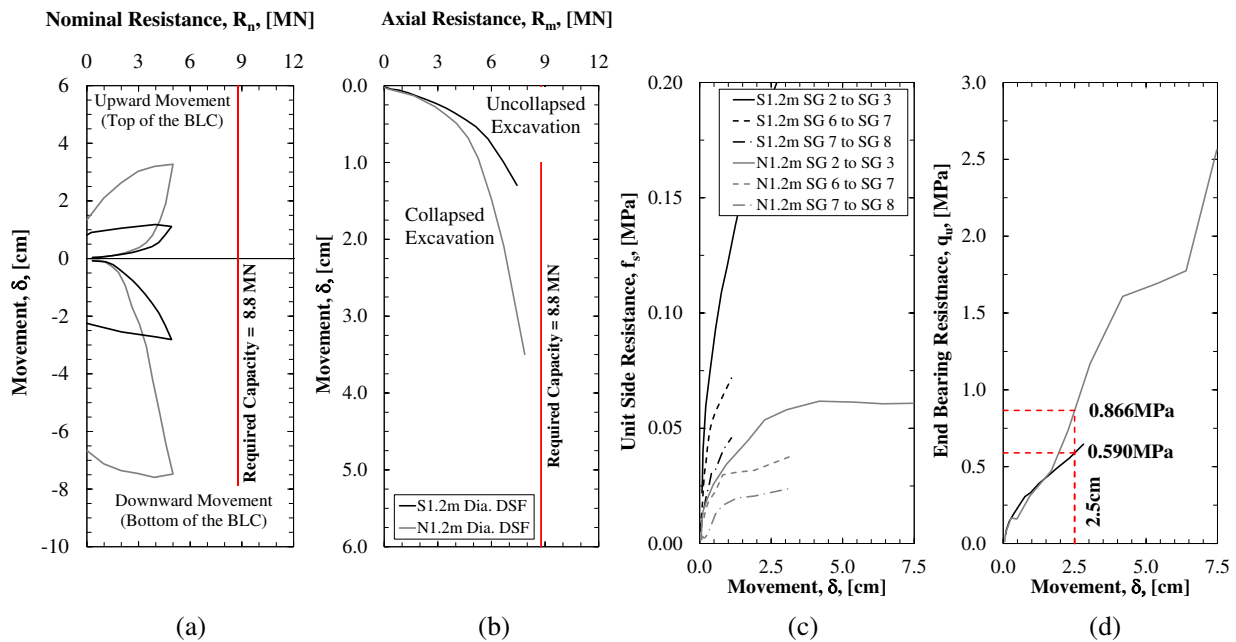 Nominal Resistance, Rn, [MN]
0 3 6 9 12
6
4
2
0
-2
-4
-6
-8
-10
Movement, δ, [cm]
Upward Movement
(Top of the BLC)
Required Capacity = 8.8 MN
Downward Movement
(Bottom of the BLC)
(a)
Axial Resistance, Rm, [MN]
0 3 6 9 12
0.0
1.0
2.0
3.0
4.0
5.0
6.0
Movement, δ, [cm[
Uncollapsed
Excavation
Collapsed
Excavation
Required Capacity = 8.8 MN
S1.2m Dia. DSF
N1.2m Dia. DSF
(b)
0.20
0.15
0.10
0.05
0.00
Unit Side Resistance, fs, [MPa]
S1.2m SG 2 to SG 3
S1.2m SG 6 to SG 7
S1.2m SG 7 to SG 8
N1.2m SG 2 to SG 3
N1.2m SG 6 to SG 7
N1.2m SG 7 to SG 8
0.0 2.5 5.0 7.5
Movement, δ, [cm]
(c)
3.0
2.5
2.0
1.5
1.0
0.5
0.0
End Bearing Resistnace, qu, [MPa]
0.866MPa
0.590MPa
2.5cm
0.0 2.5 5.0 7.5
Movement, δ, [cm]
(d)